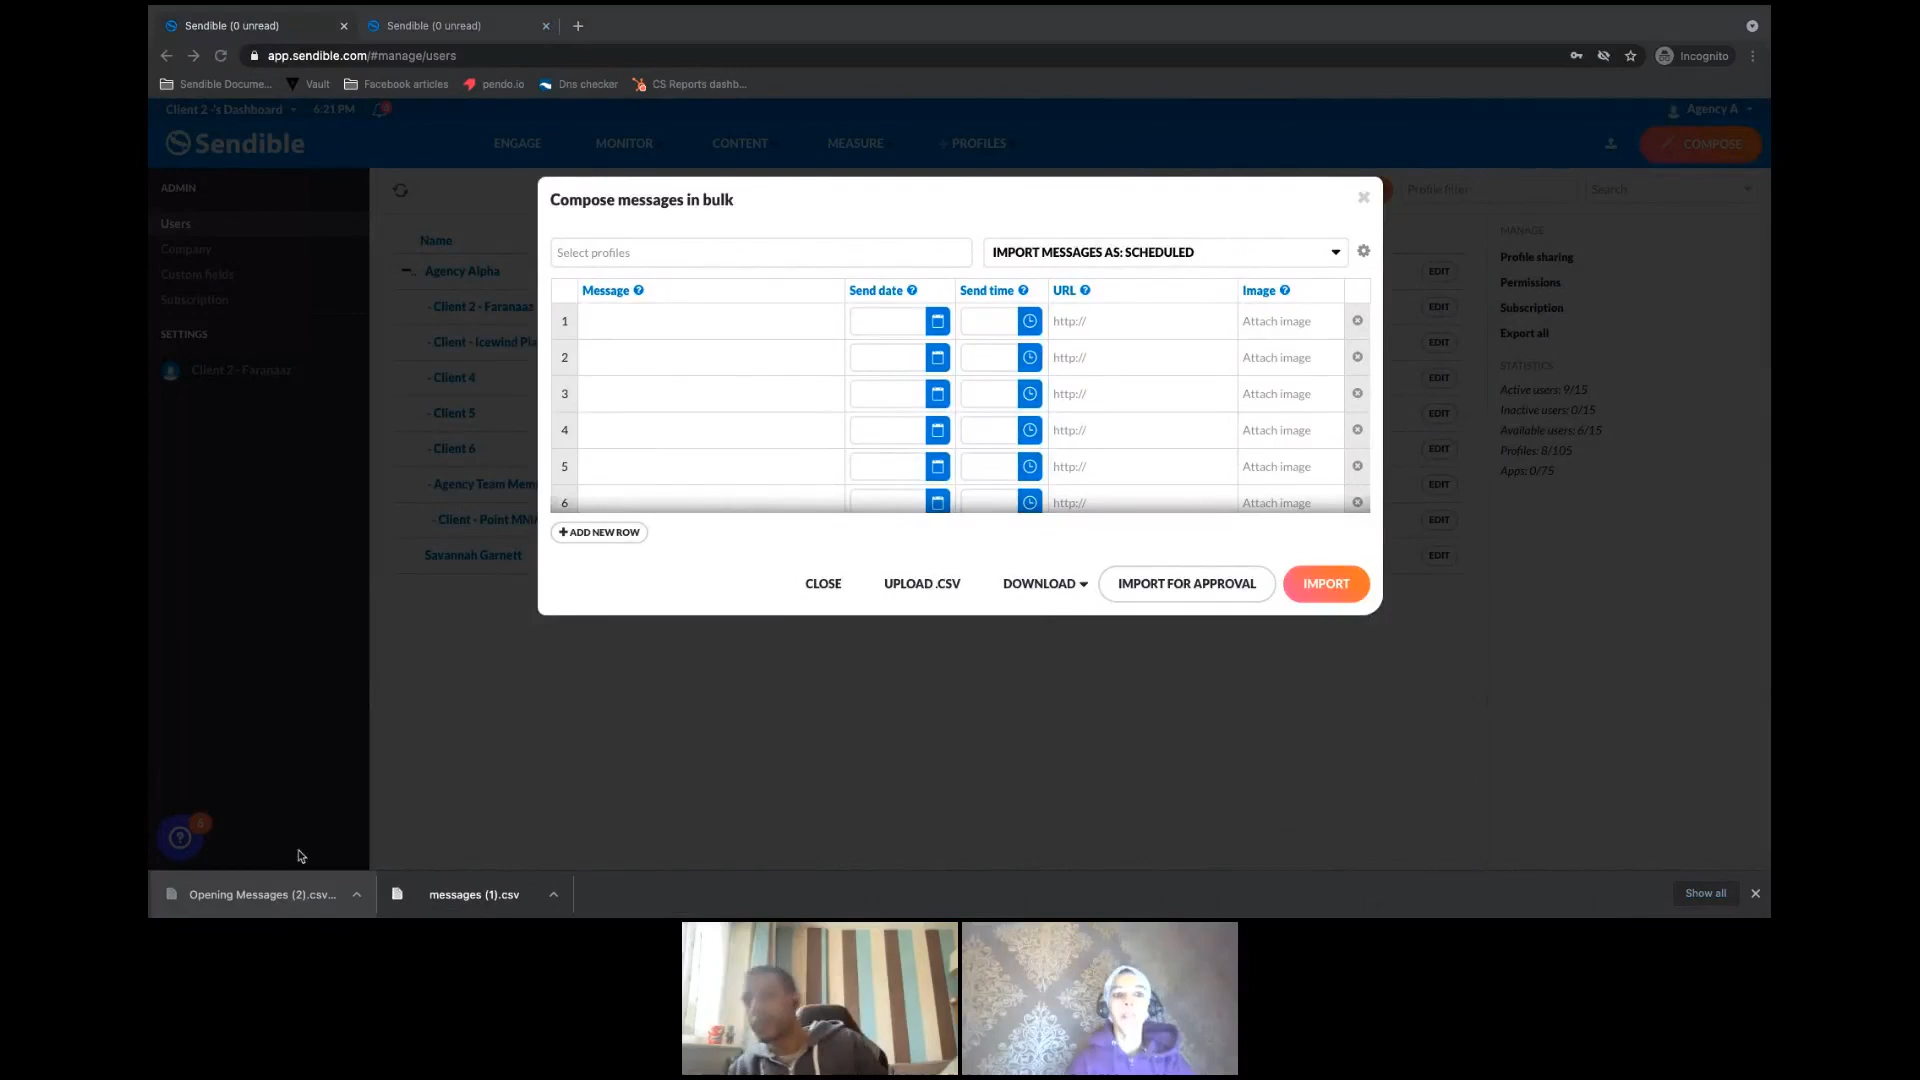 Sendible (0 unread)
Sendible (0 unread)
app.sendible.com/#manage/users
Incognito
Sendible Docume...
Vault
Facebook articles
pendo.io
Dns checker
CS Reports dashb...
Client 2 -'s Dashboard
6:21 PM
Agency A
Sendible
ENGAGE
MONITOR
CONTENT
MEASURE
+ PROFILES
COMPOSE
ADMIN
Users
Company
Custom fields
Subscription
SETTINGS
Client 2 - Faranaaz
Profile filter
Search
Name
Agency Alpha
- Client 2 - Faranaaz
- Client - Icewind Pla
- Client 4
- Client 5
- Client 6
- Agency Team Mem
- Client - Point MNA
Savannah Garnett
EDIT
EDIT
EDIT
EDIT
EDIT
EDIT
EDIT
EDIT
EDIT
MANAGE
Profile sharing
Permissions
Subscription
Export all
STATISTICS
Active users: 9/15
Inactive users: 0/15
Available users: 6/15
Profiles: 8/105
Apps: 0/75
Compose messages in bulk
Select profiles
IMPORT MESSAGES AS: SCHEDULED
Message
Send date
Send time
URL
Image
1 http:// Attach image
2 http:// Attach image
3 http:// Attach image
4 http:// Attach image
5 http:// Attach image
6 http:// Attach image
+ ADD NEW ROW
CLOSE
UPLOAD .CSV
DOWNLOAD
IMPORT FOR APPROVAL
IMPORT
6
Opening Messages (2).csv...
messages (1).csv
Show all